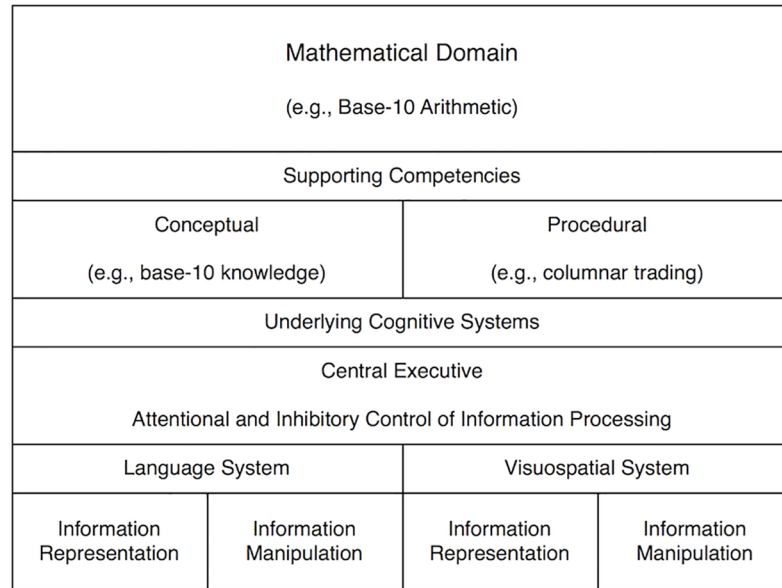 Mathematical Domain
(e.g., Base-10 Arithmetic)
Supporting Competencies
Conceptual
(e.g., base-10 knowledge)
Procedural
(e.g., columnar trading)
Underlying Cognitive Systems
Central Executive
Attentional and Inhibitory Control of Information Processing
Language System
Visuospatial System
Information
Representation
Information
Manipulation
Information
Representation
Information
Manipulation